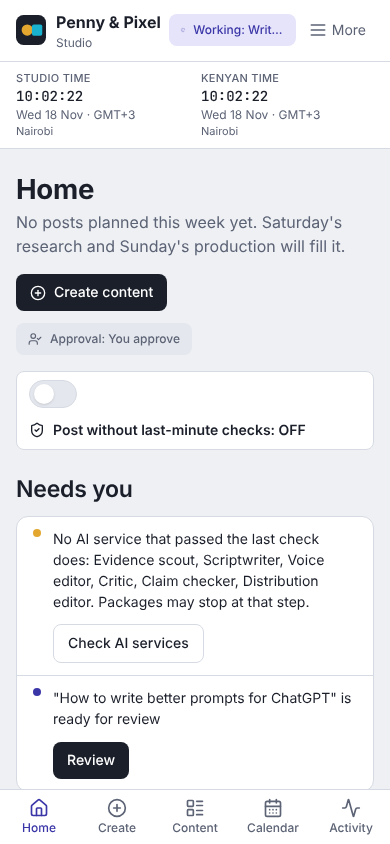 Penny & Pixel
Studio
Working: Writ...
More
STUDIO TIME
10:02:22
Wed 18 Nov · GMT+3
Nairobi
KENYAN TIME
10:02:22
Wed 18 Nov · GMT+3
Nairobi
Home
No posts planned this week yet. Saturday's
research and Sunday's production will fill it.
Create content
Approval: You approve
Post without last-minute checks: OFF
Needs you
No AI service that passed the last check
does: Evidence scout, Scriptwriter, Voice
editor, Critic, Claim checker, Distribution
editor. Packages may stop at that step.
Check AI services
"How to write better prompts for ChatGPT" is
ready for review
Review
Home
Create
Content
Calendar
Activity